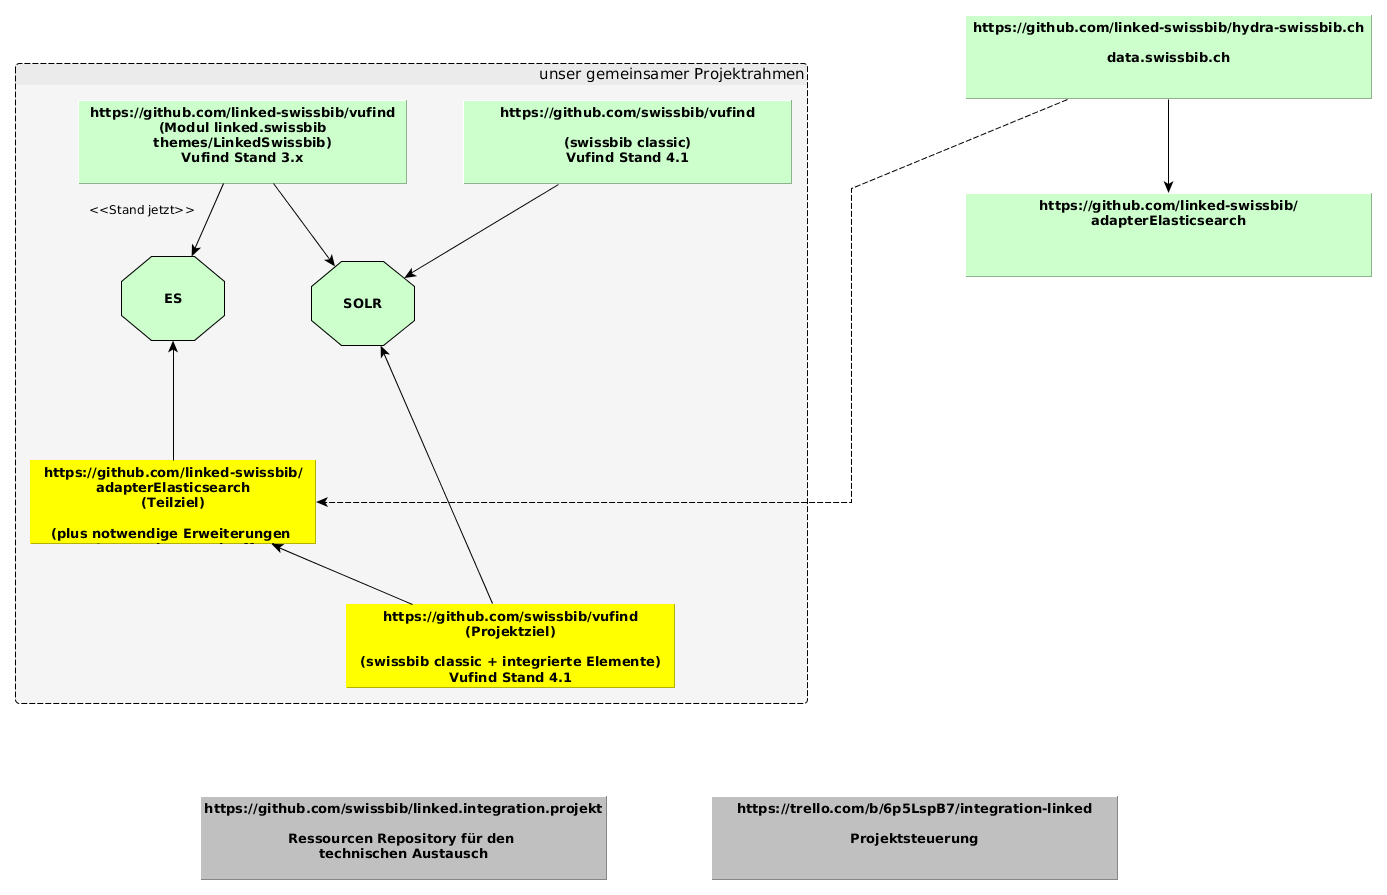 https://github.com/linked-swissbib/hydra-swissbib.ch
data.swissbib.ch
unser gemeinsamer Projektrahmen
https://github.com/linked-swissbib/vufind
(Modul linked.swissbib
themes/LinkedSwissbib)
Vufind Stand 3.x
https://github.com/swissbib/vufind
(swissbib classic)
Vufind Stand 4.1
https://github.com/linked-swissbib/
adapterElasticsearch
<<Stand jetzt>>
ES
SOLR
https://github.com/linked-swissbib/
adapterElasticsearch
(Teilziel)
(plus notwendige Erweiterungen
https://github.com/swissbib/vufind
(Projektziel)
(swissbib classic + integrierte Elemente)
Vufind Stand 4.1
https://github.com/swissbib/linked.integration.projekt
Ressourcen Repository für den
technischen Austausch
https://trello.com/b/6p5LspB7/integration-linked
Projektsteuerung